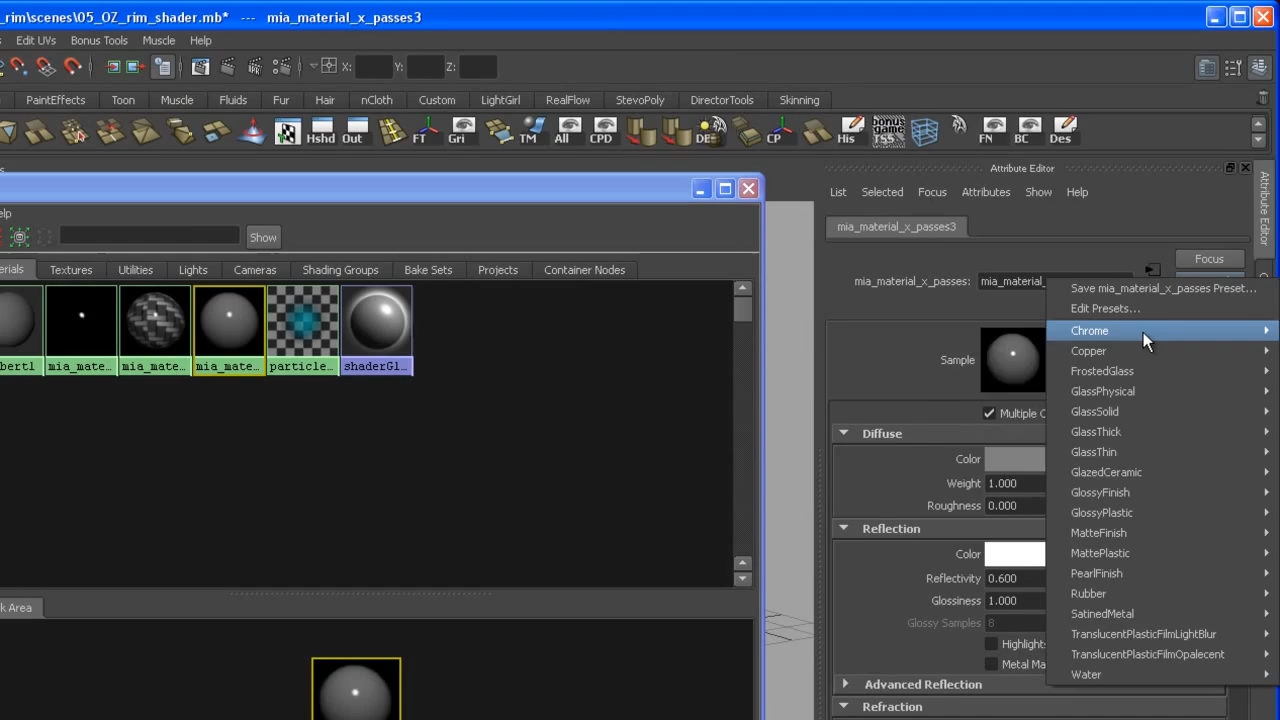 _rim\scenes\05_OZ_rim_shader.mb* --- mia_material_x_passes3
Edit UVs Bonus Tools Muscle Help
X: Y: Z:
PaintEffects Toon Muscle Fluids Fur Hair nCloth Custom LightGirl RealFlow StevoPoly DirectorTools Skinning
Hshd Out FT Gri TM All CPD DE CP His TSS FN BC Des
Attribute Editor
Attribute Editor
List Selected Focus Attributes Show Help
elp
mia_material_x_passes3
Show
Focus
erials Textures Utilities Lights Cameras Shading Groups Bake Sets Projects Container Nodes
mia_material_x_passes: mia_material_
bert1 mia_mate... mia_mate... mia_mate... particle... shaderGl...
Sample
Save mia_material_x_passes Preset...
Edit Presets...
Chrome
Copper
FrostedGlass
GlassPhysical
GlassSolid
GlassThick
GlassThin
GlazedCeramic
GlossyFinish
GlossyPlastic
MatteFinish
MattePlastic
PearlFinish
Rubber
SatinedMetal
TranslucentPlasticFilmLightBlur
TranslucentPlasticFilmOpalecent
Water
Multiple
Diffuse
Color
Weight 1.000
Roughness 0.000
Reflection
Color
Reflectivity 0.600
Glossiness 1.000
Glossy Samples 8
Highlight
Metal Ma
Advanced Reflection
Refraction
k Area